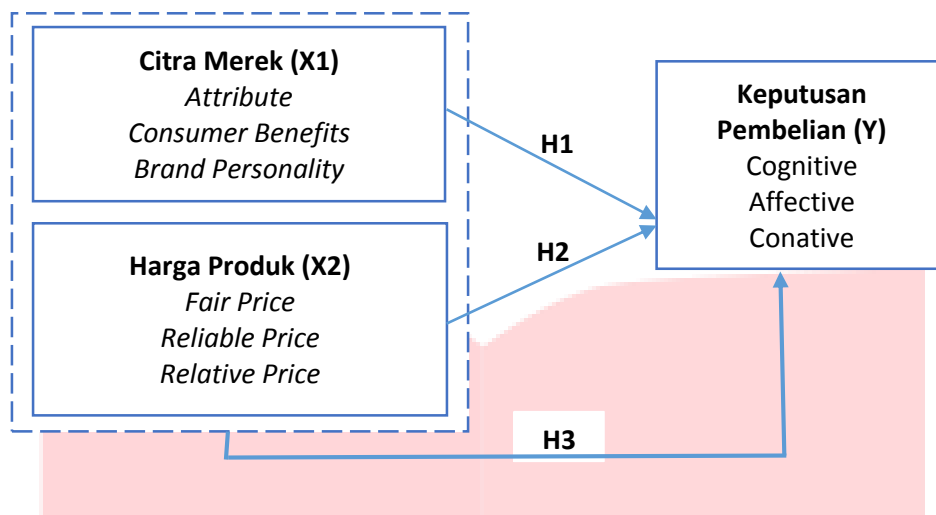 Citra Merek (X1)
Attribute
Consumer Benefits
Brand Personality
Harga Produk (X2)
Fair Price
Reliable Price
Relative Price
H1
H2
H3
Keputusan
Pembelian (Y)
Cognitive
Affective
Conative